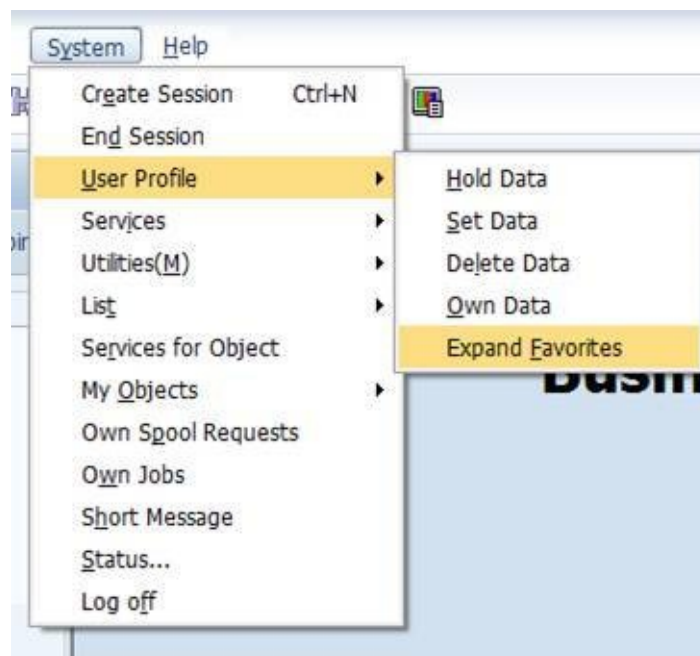 System Help
Create Session Ctrl+N
End Session
User Profile
Services
Utilities(M)
List
Services for Object
My Objects
Own Spool Requests
Own Jobs
Short Message
Status...
Log off
Hold Data
Set Data
Delete Data
Own Data
Expand Favorites